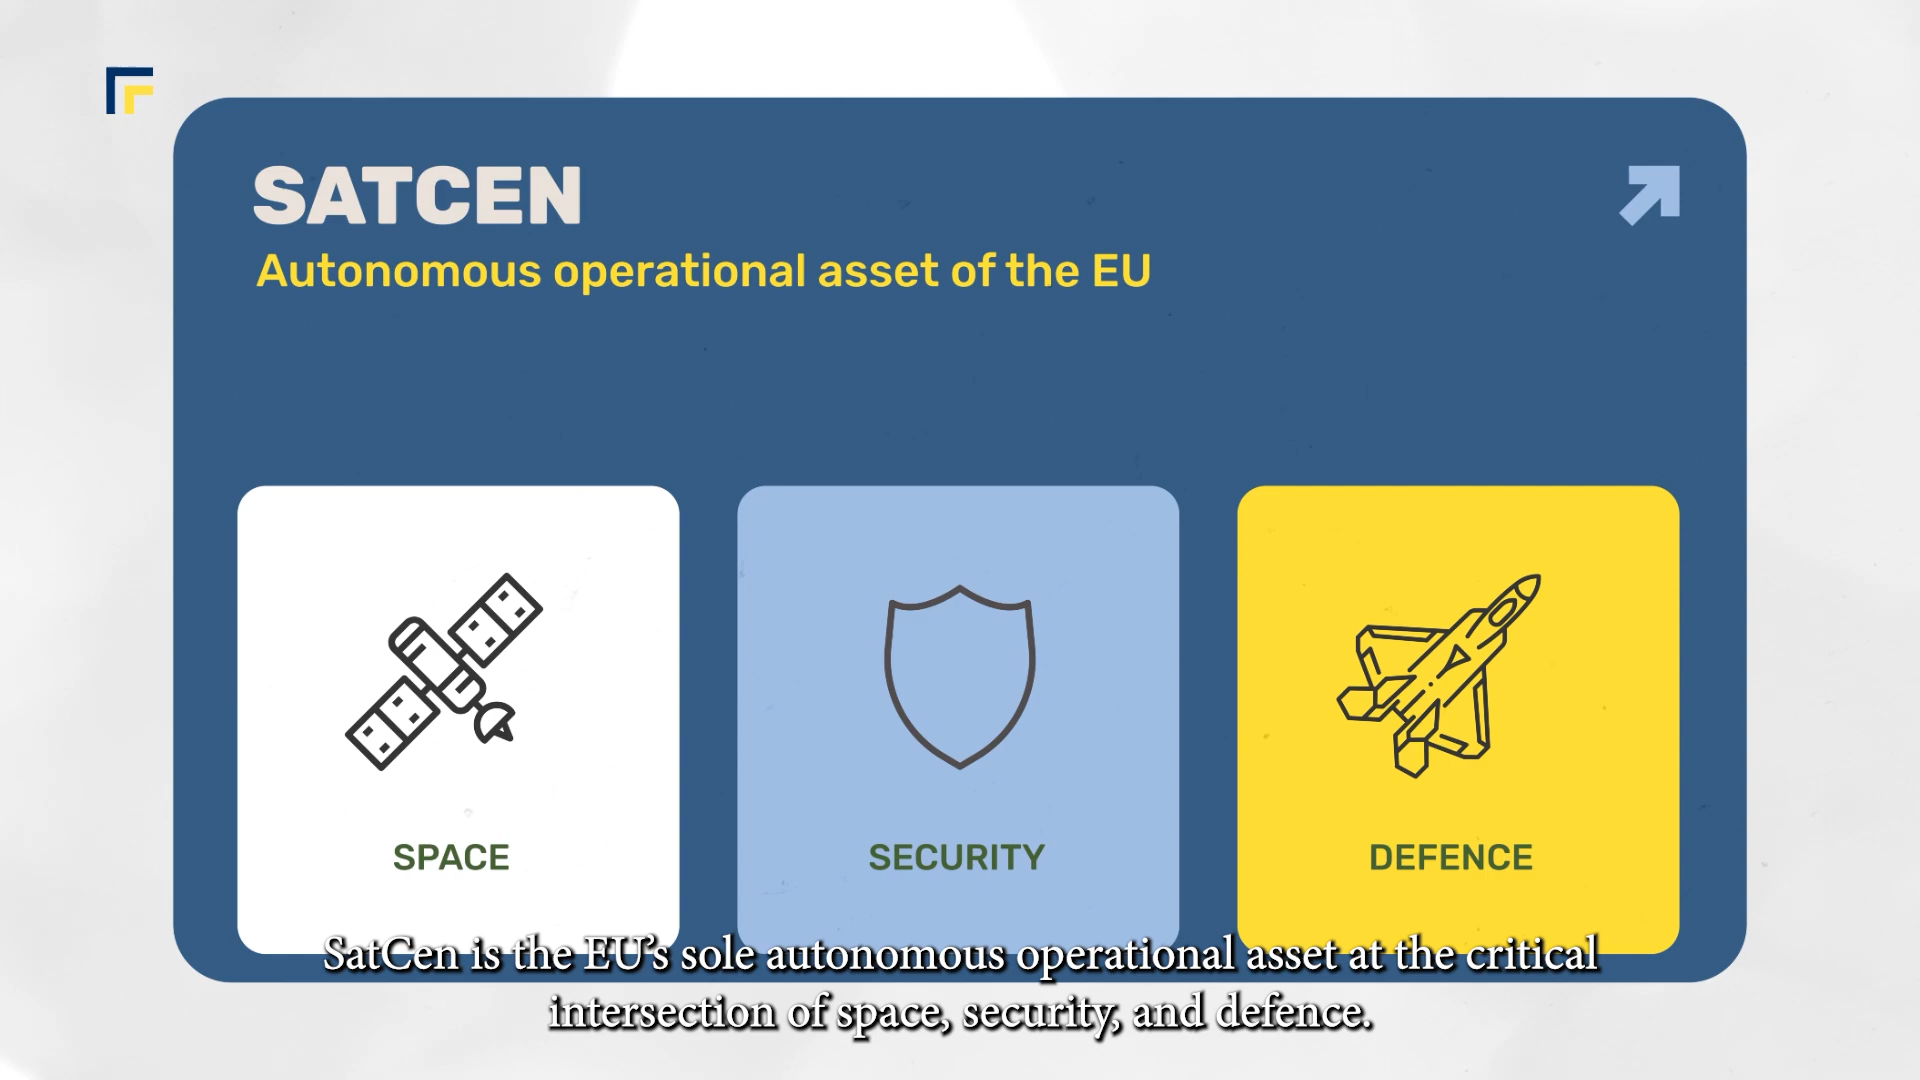 SATCEN
Autonomous operational asset of the EU
SPACE
SECURITY
DEFENCE
SatCen is the EU's sole autonomous operational asset at the critical
intersection of space, security, and defence.